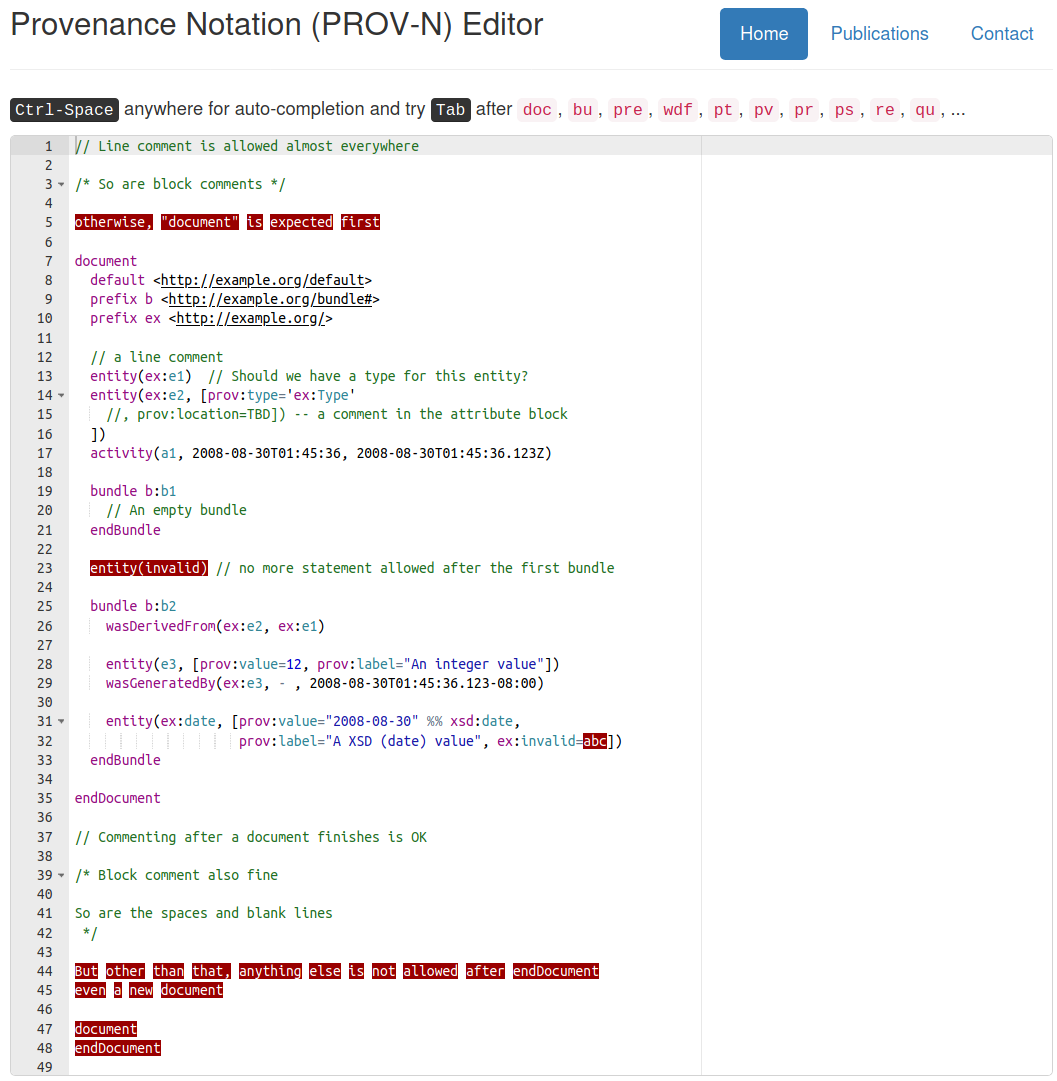 Provenance Notation (PROV-N) Editor
Home Publications Contact
Ctrl-Space anywhere for auto-completion and try Tab after doc, bu, pre, wdf, pt, pv, pr, ps, re, qu, ...
1 // Line comment is allowed almost everywhere
2
3 /* So are block comments */
4
5 otherwise, "document" is expected first
6
7 document
8 default <http://example.org/default>
9 prefix b <http://example.org/bundle#>
10 prefix ex <http://example.org/>
11
12 // a line comment
13 entity(ex:e1) // Should we have a type for this entity?
14 entity(ex:e2, [prov:type='ex:Type'
15 //, prov:location=TBD]) -- a comment in the attribute block
16 ])
17 activity(a1, 2008-08-30T01:45:36, 2008-08-30T01:45:36.123Z)
18
19 bundle b:b1
20 // An empty bundle
21 endBundle
22
23 entity(invalid) // no more statement allowed after the first bundle
24
25 bundle b:b2
26 wasDerivedFrom(ex:e2, ex:e1)
27
28 entity(e3, [prov:value=12, prov:label="An integer value"])
29 wasGeneratedBy(ex:e3, - , 2008-08-30T01:45:36.123-08:00)
30
31 entity(ex:date, [prov:value="2008-08-30" %% xsd:date,
32 prov:label="A XSD (date) value", ex:invalid=abc])
33 endBundle
34
35 endDocument
36
37 // Commenting after a document finishes is OK
38
39 /* Block comment also fine
40
41 So are the spaces and blank lines
42 */
43
44 But other than that, anything else is not allowed after endDocument
45 even a new document
46
47 document
48 endDocument
49